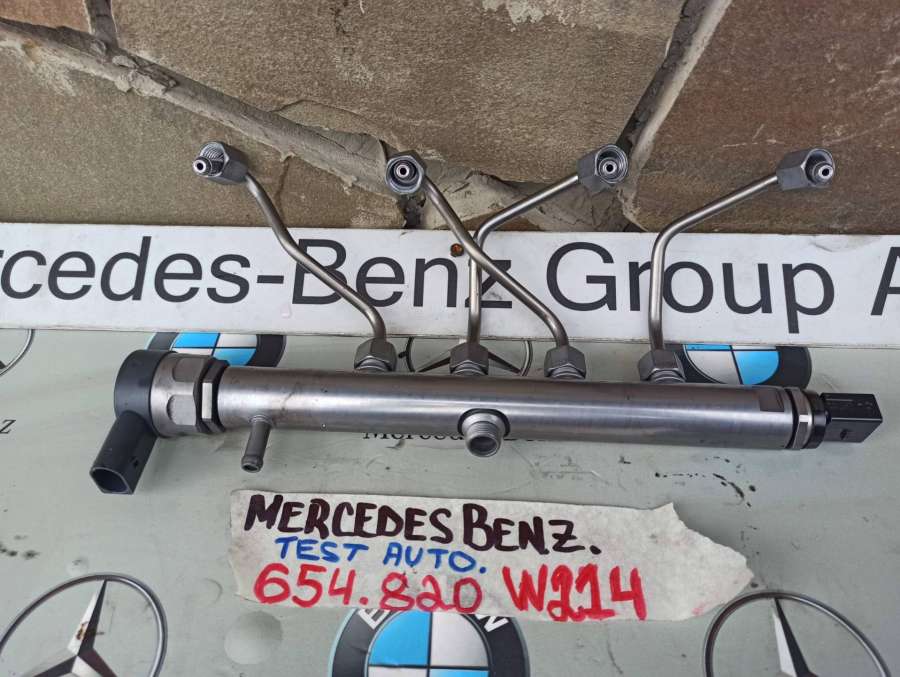 rcedes-Benz Group A
MERCEDES BENZ.
TEST AUTO.
654.820 W214